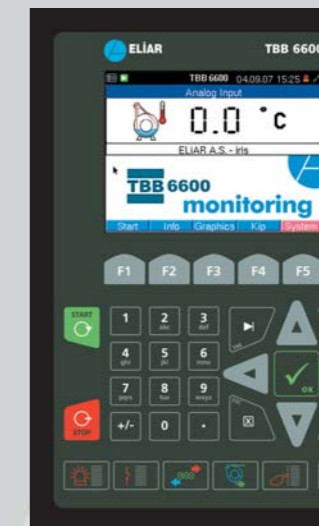 ELİAR TBB 6600
TBB 6600 04.09.07 15:25
Analog Input
0.0 °C
ELİAR A.S. - iris
TBB 6600
monitoring
Start Info Graphics Kip System
F1 F2 F3 F4 F5
START
1 2 abc 3 def
4 ghi 5 jkl 6 mno
7 pqrs 8 tuv 9 wxyz
ok
STOP
+/- 0 .